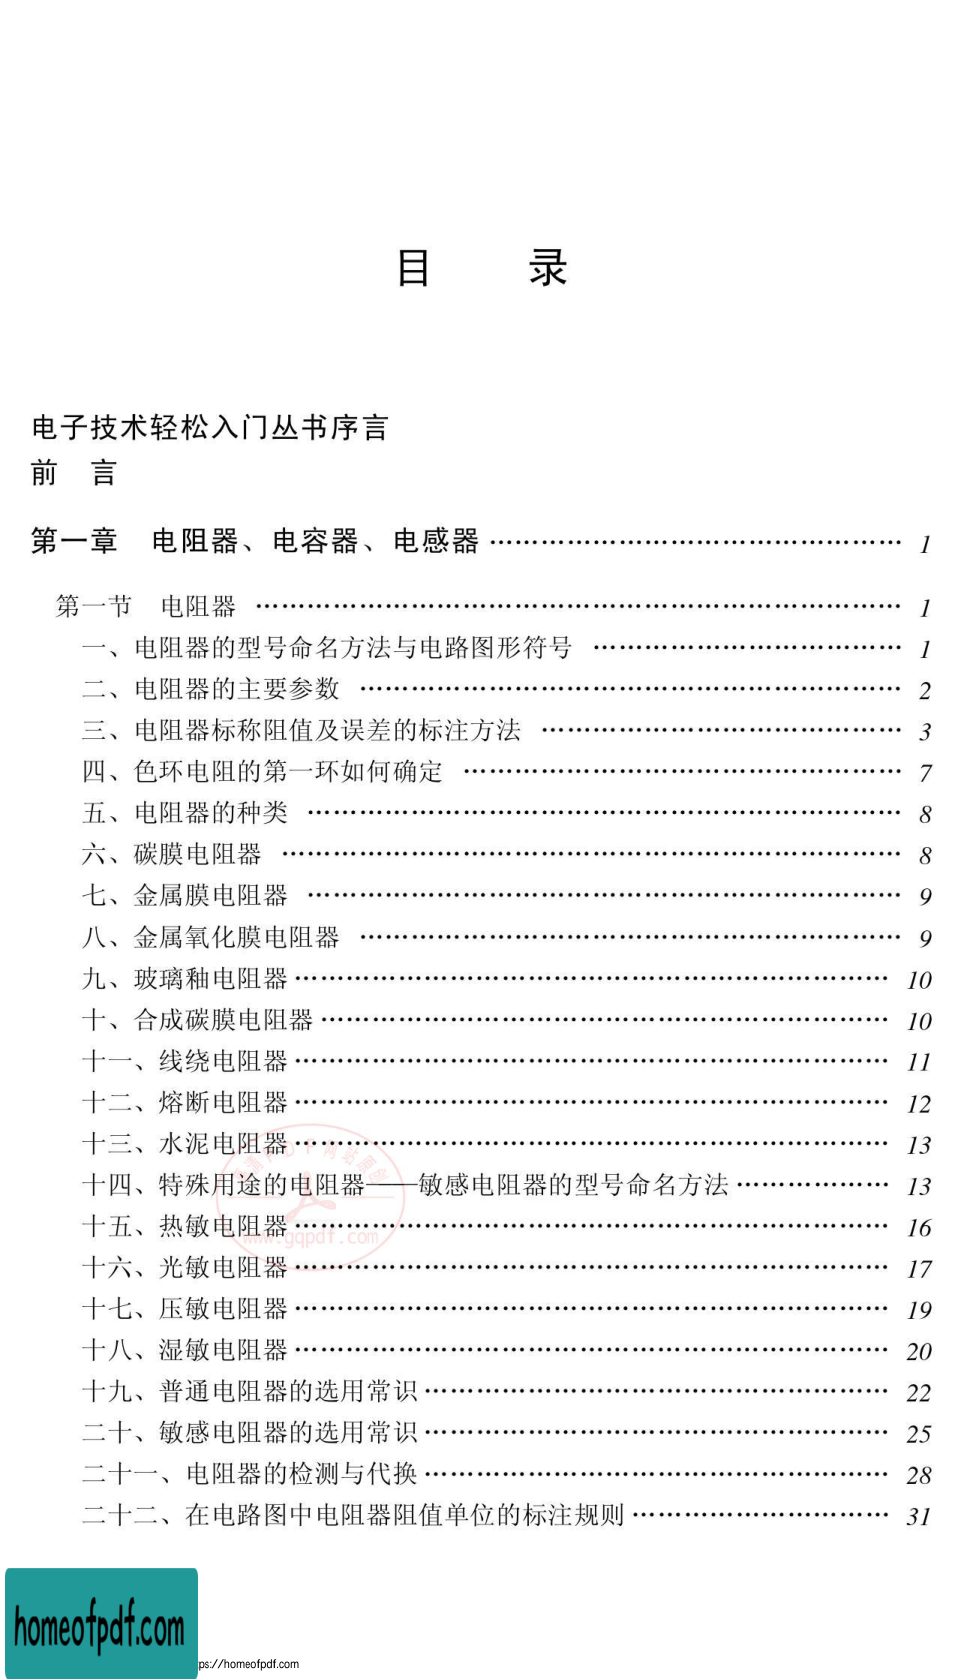 目 录
电子技术轻松入门丛书序言
前 言
第一章 电阻器、电容器、电感器 …………………………………………… 1
第一节 电阻器 …………………………………………………………………… 1
一、电阻器的型号命名方法与电路图形符号 ……………………………… 1
二、电阻器的主要参数 ………………………………………………………… 2
三、电阻器标称阻值及误差的标注方法 …………………………………… 3
四、色环电阻的第一环如何确定 …………………………………………… 7
五、电阻器的种类 ……………………………………………………………… 8
六、碳膜电阻器 ………………………………………………………………… 8
七、金属膜电阻器 ……………………………………………………………… 9
八、金属氧化膜电阻器 ………………………………………………………… 9
九、玻璃釉电阻器 …………………………………………………………… 10
十、合成碳膜电阻器 ………………………………………………………… 10
十一、线绕电阻器 …………………………………………………………… 11
十二、熔断电阻器 …………………………………………………………… 12
十三、水泥电阻器 …………………………………………………………… 13
十四、特殊用途的电阻器——敏感电阻器的型号命名方法 ……………… 13
十五、热敏电阻器 …………………………………………………………… 16
十六、光敏电阻器 …………………………………………………………… 17
十七、压敏电阻器 …………………………………………………………… 19
十八、湿敏电阻器 …………………………………………………………… 20
十九、普通电阻器的选用常识 ……………………………………………… 22
二十、敏感电阻器的选用常识 ……………………………………………… 25
二十一、电阻器的检测与代换 ……………………………………………… 28
二十二、在电路图中电阻器阻值单位的标注规则 ………………………… 31
www.gqpdf.com
homeofpdf.com
ps://homeofpdf.com